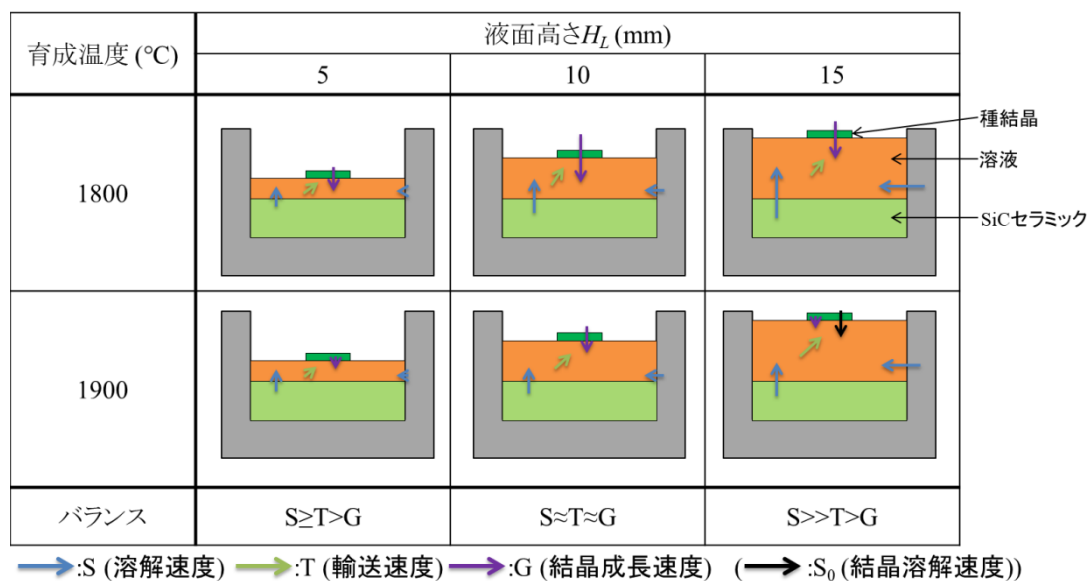 育成温度 (℃)
液面高さH_L (mm)
5
10
15
1800
種結晶
溶液
SiCセラミック
1900
バランス
S≥T>G
S≈T≈G
S>>T>G
:S (溶解速度)
:T (輸送速度)
:G (結晶成長速度)
(
:S₀ (結晶溶解速度))